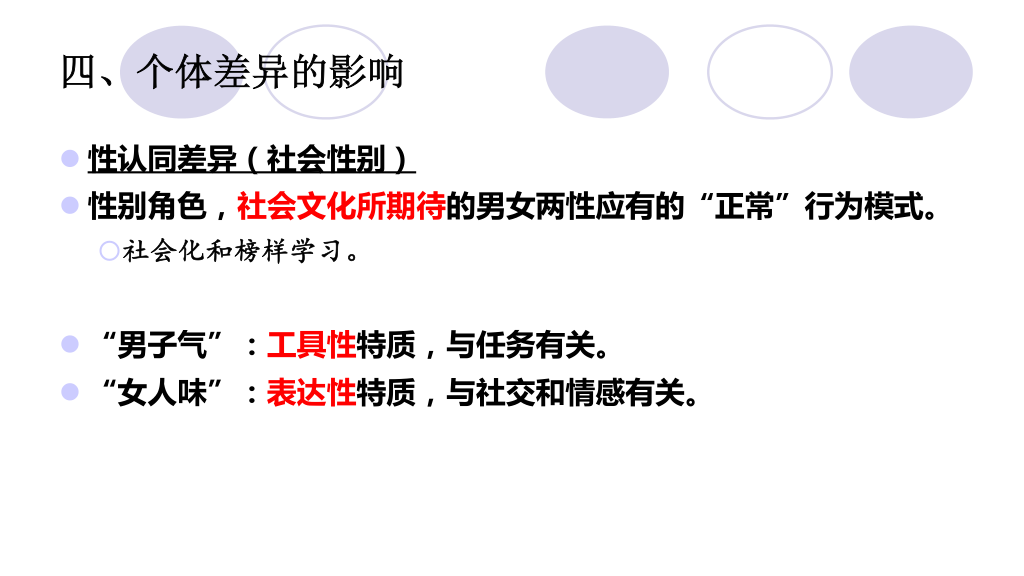 四、个体差异的影响
性认同差异（社会性别）
性别角色，社会文化所期待的男女两性应有的“正常”行为模式。
社会化和榜样学习。
“男子气”：工具性特质，与任务有关。
“女人味”：表达性特质，与社交和情感有关。